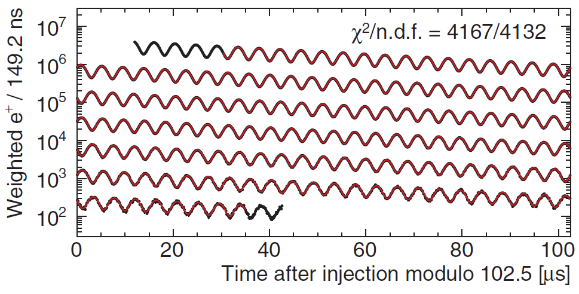 χ²/n.d.f. = 4167/4132
Weighted e⁺ / 149.2 ns
10⁷
10⁶
10⁵
10⁴
10³
10²
0 20 40 60 80 100
Time after injection modulo 102.5 [μs]